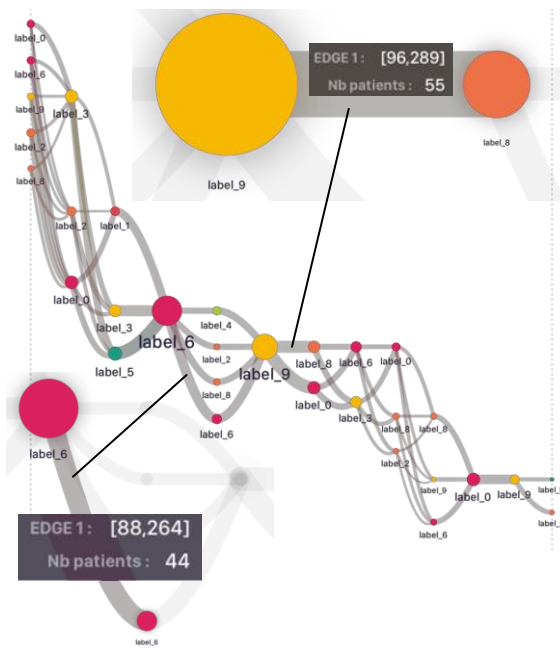 label_0
label_6
label_9
label_3
label_2
label_8
label_2
label_1
label_0
label_3
label_5
EDGE 1 : [96,289]
Nb patients : 55
label_9
label_8
label_6
label_4
label_2
label_8
label_6
label_9
label_8
label_0
label_6
label_3
label_0
label_8
label_2
label_8
label_9
label_6
label_0
label_9
label_6
EDGE 1 : [88,264]
Nb patients : 44
label_6